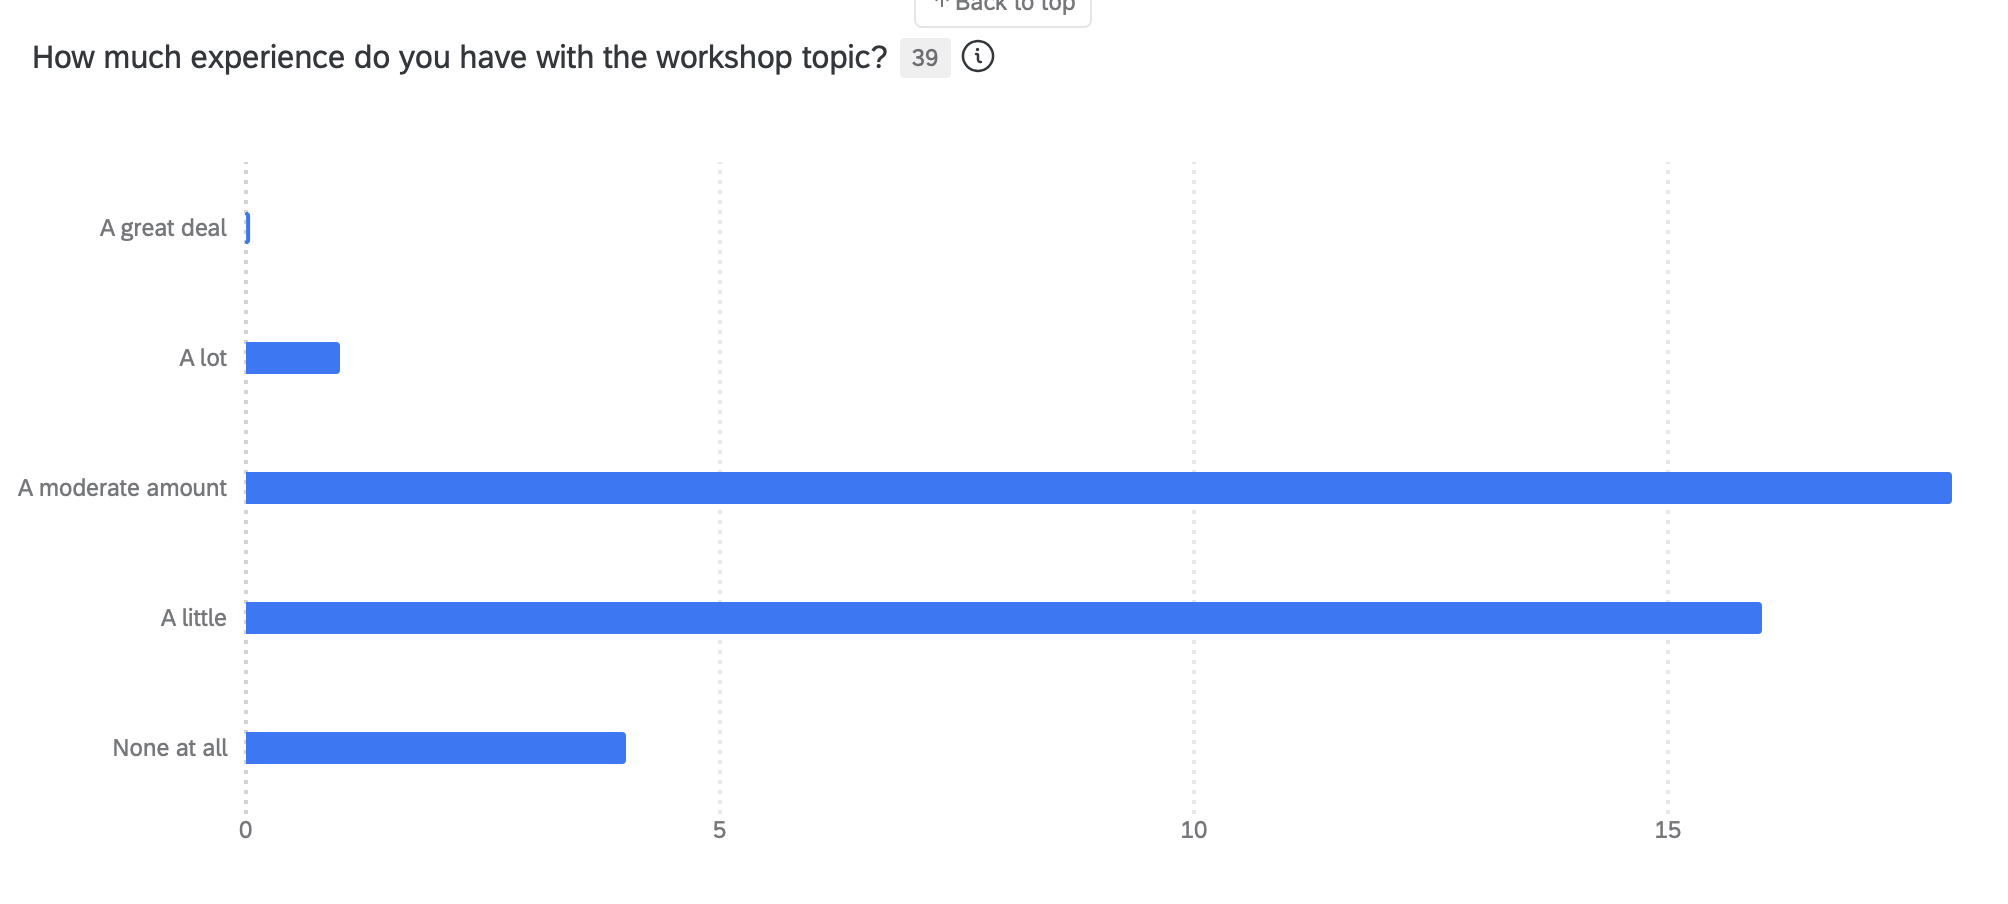 ↑ Back to top
How much experience do you have with the workshop topic? 39
A great deal
A lot
A moderate amount
A little
None at all
0 5 10 15